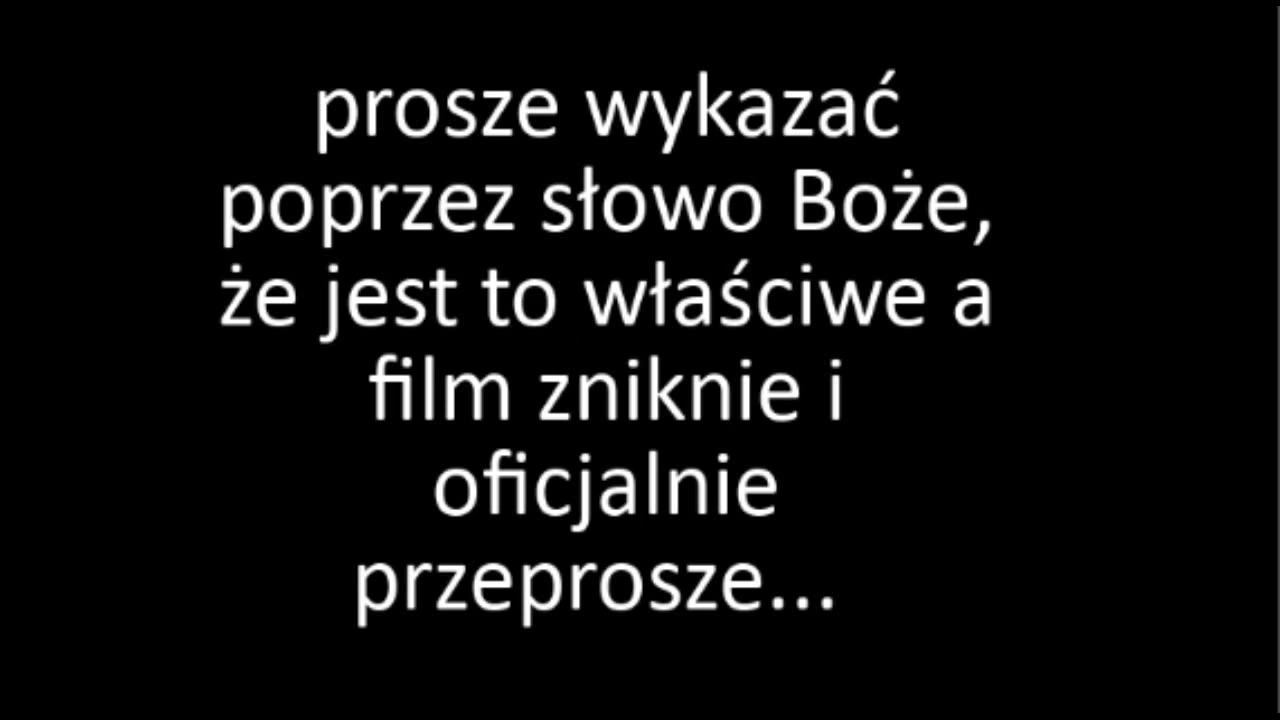 prosze wykazać
poprzez słowo Boże,
że jest to właściwe a
film zniknie i
oficjalnie
przeprosze...